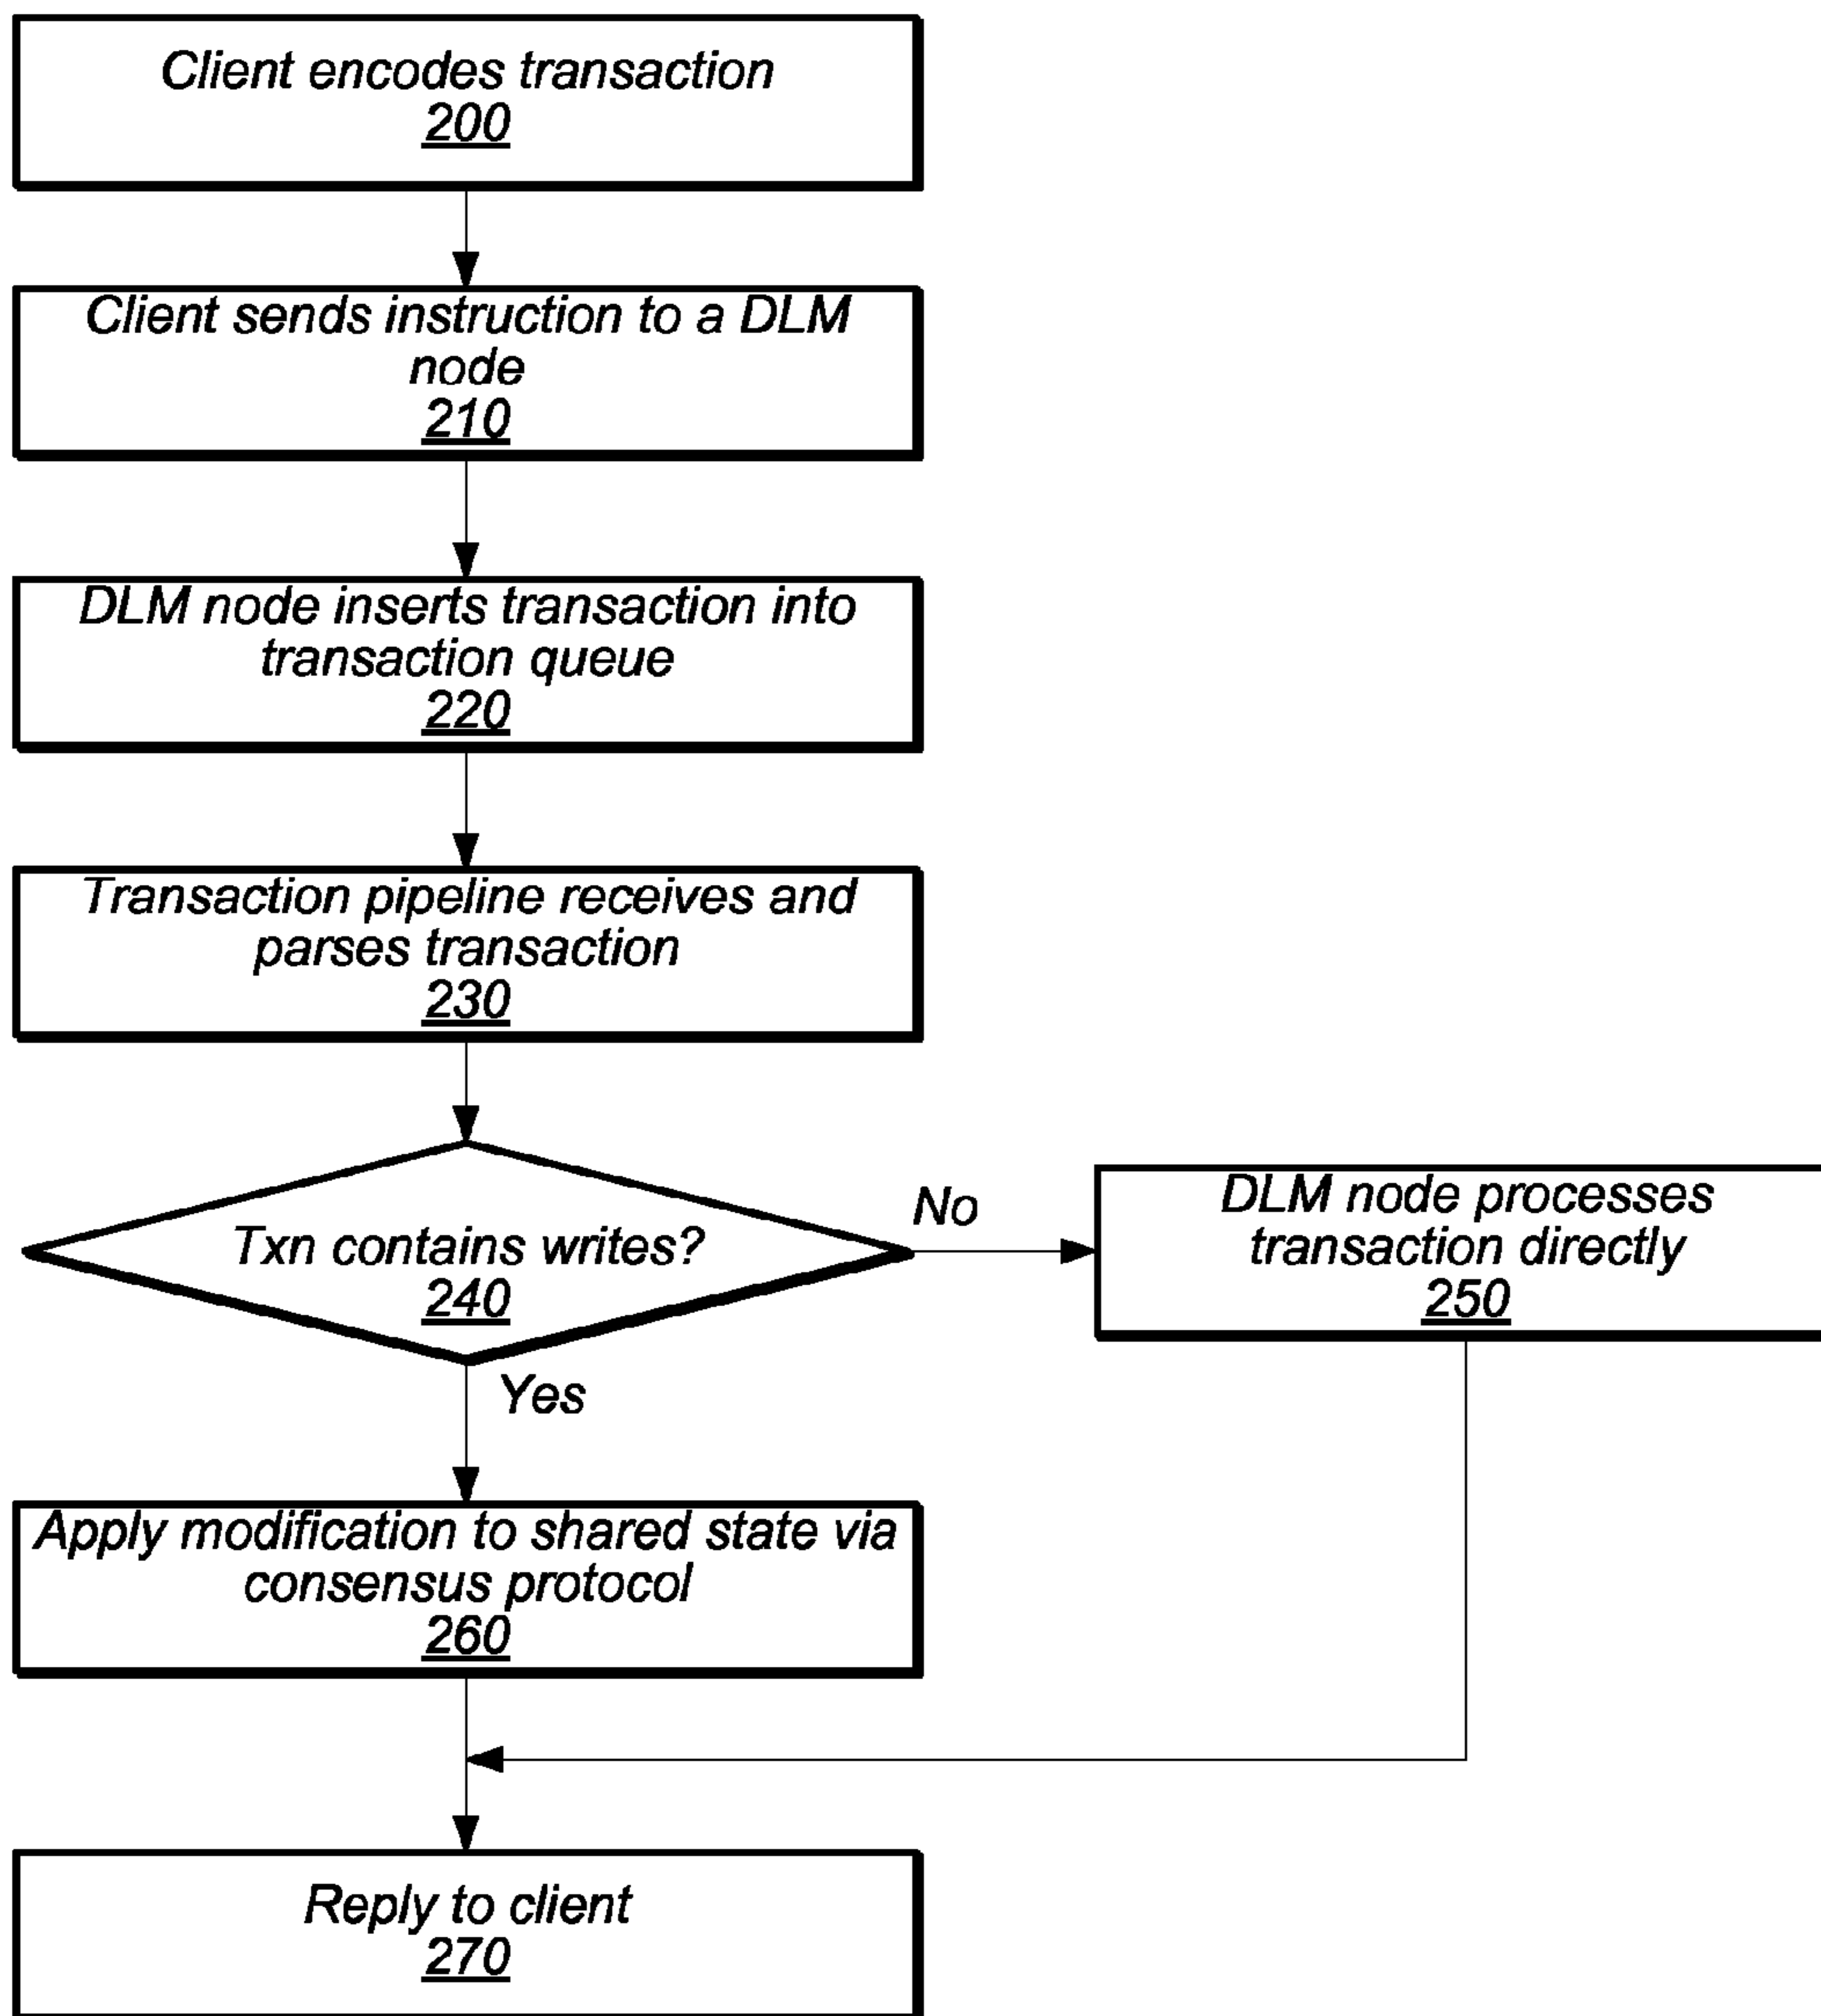 Client encodes transaction
200
Client sends instruction to a DLM
node
210
DLM node inserts transaction into
transaction queue
220
Transaction pipeline receives and
parses transaction
230
Txn contains writes?
240
No
DLM node processes
transaction directly
250
Yes
Apply modification to shared state via
consensus protocol
260
Reply to client
270